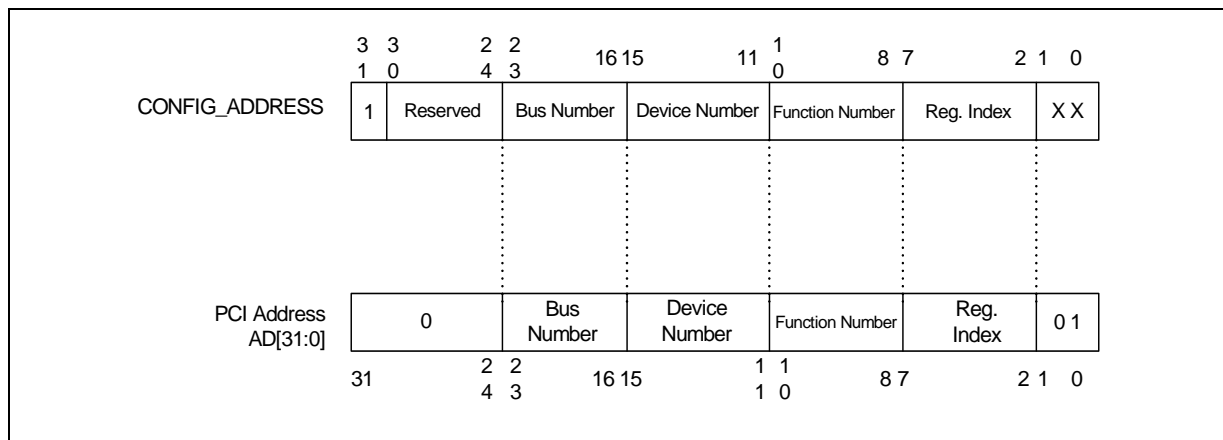 3 3 2 2 1
1 0 4 3 16 15 11 0 8 7 2 1 0
CONFIG_ADDRESS 1 Reserved Bus Number Device Number Function Number Reg. Index X X
PCI Address
AD[31:0]
0 Bus
Number Device
Number Function Number Reg.
Index 0 1
31 2 2 16 15 1 1 8 7 2 1 0
4 3 1 0